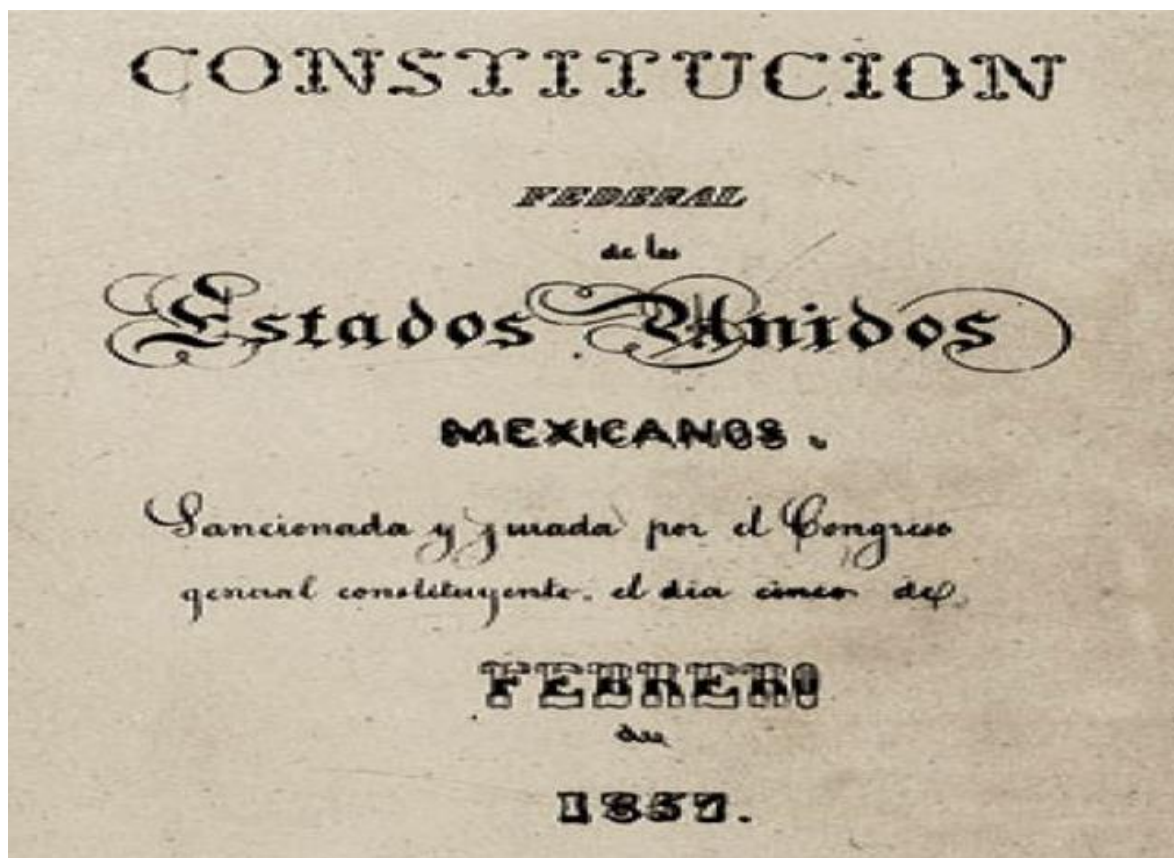 CONSTITUCION
FEDERAL
de los
Estados Unidos
MEXICANOS.
Sancionada y jurada por el Congreso
general constituyente, el dia cinco de
FEBRERO
de
1857.